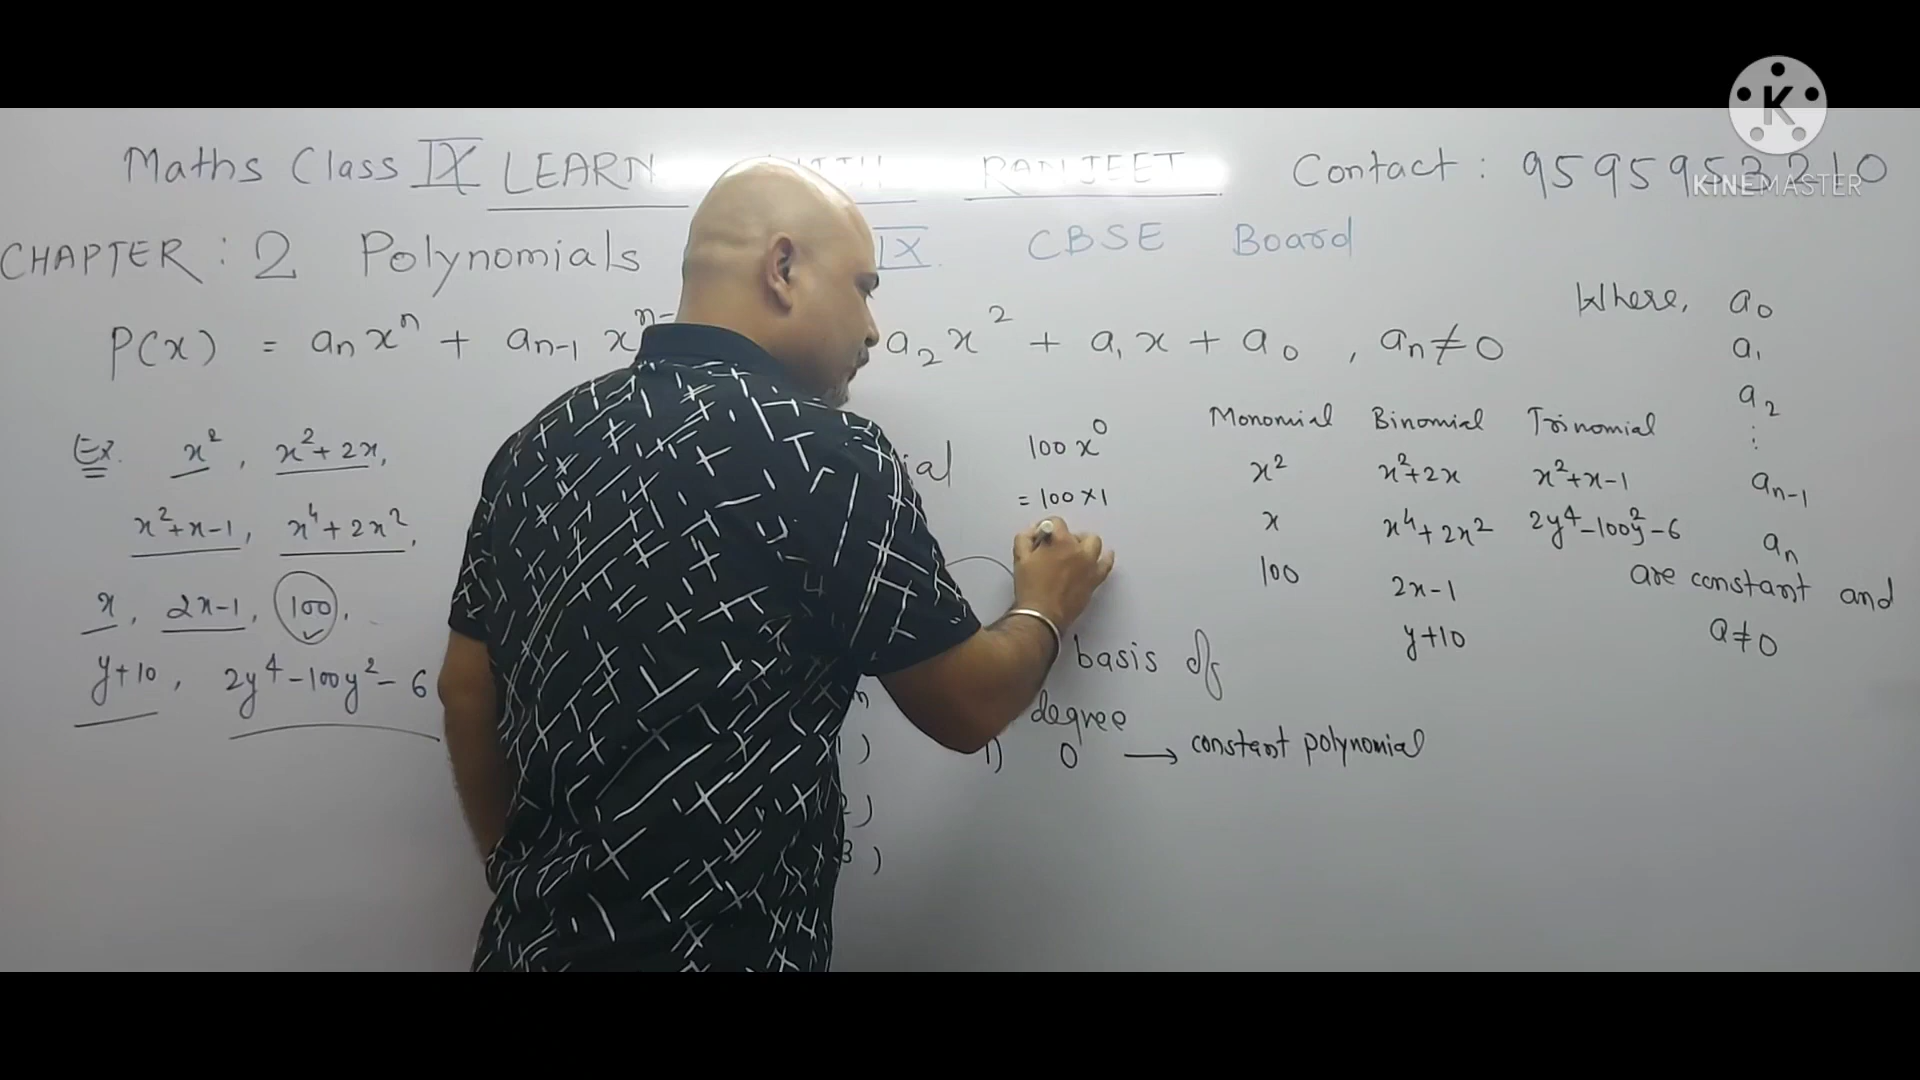 Maths Class IX LEARN WITH RANJEET Contact : 9595953210
KINEMASTER
CHAPTER : 2 Polynomials IX CBSE Board
Where, a₀
P(x) = aₙxⁿ + aₙ₋₁ xⁿ⁻ a₂x² + a₁x + a₀ , aₙ≠0
a₁
a₂
⋮
aₙ₋₁
aₙ
are constant and
a≠0
Ex. x² , x²+2x,
x²+x-1, x⁴+2x²,
x, 2x-1, 100,
y+10, 2y⁴-100y²-6
ial
100x⁰
=100×1
Monomial Binomial Trinomial
x² x²+2x x²+x-1
x x⁴+2x² 2y⁴-100y²-6
100 2x-1
y+10
basis of
degree
1) 0 → constant polynomial
)
2)
3)